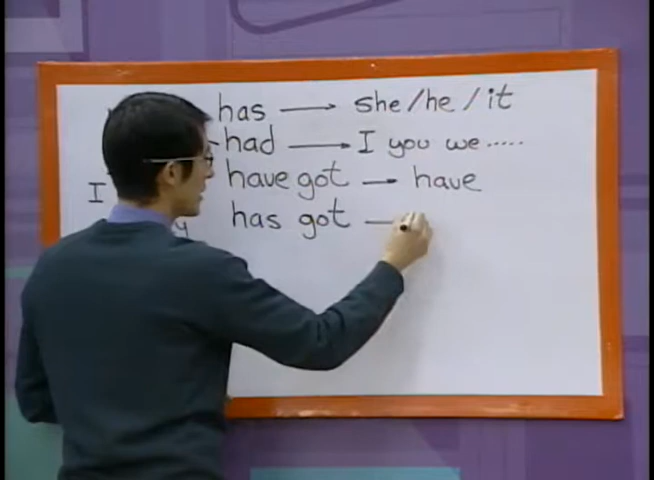 has → she/he/it
had → I you we.....
I have got → have
y has got —